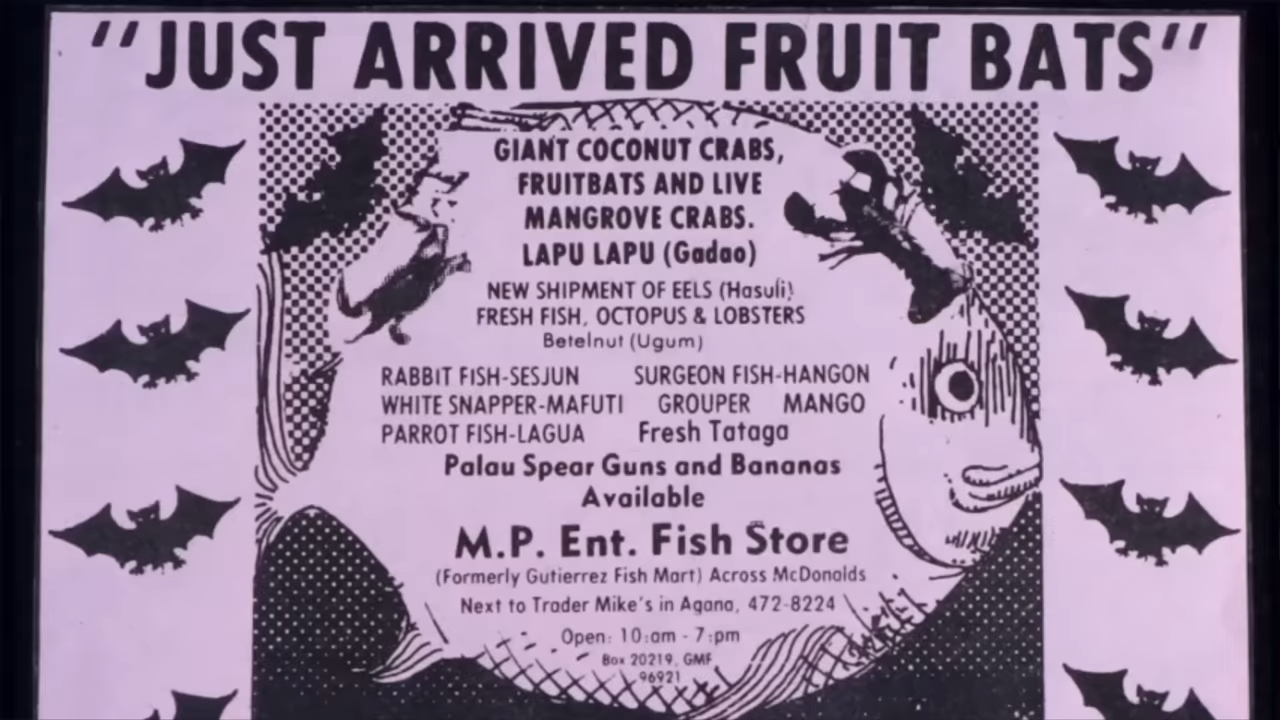 "JUST ARRIVED FRUIT BATS"
GIANT COCONUT CRABS,
FRUITBATS AND LIVE
MANGROVE CRABS.
LAPU LAPU (Gadao)
NEW SHIPMENT OF EELS (Hasuli)
FRESH FISH, OCTOPUS & LOBSTERS
Betelnut (Ugum)
RABBIT FISH-SESJUN SURGEON FISH-HANGON
WHITE SNAPPER-MAFUTI GROUPER MANGO
PARROT FISH-LAGUA Fresh Tataga
Palau Spear Guns and Bananas
Available
M.P. Ent. Fish Store
(Formerly Gutierrez Fish Mart) Across McDonalds
Next to Trader Mike's in Agana, 472-8224
Open: 10:am - 7:pm
Box 20219, GMF
96921